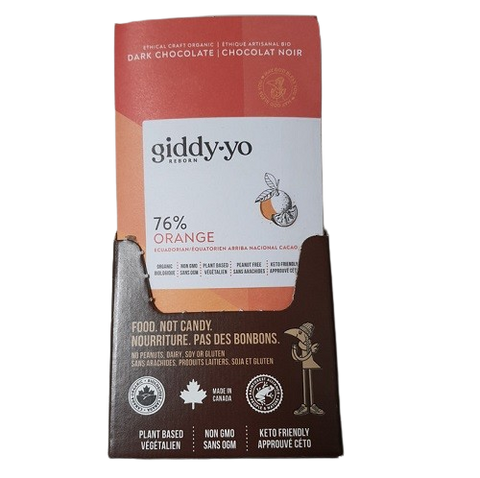 ETHICAL CRAFT ORGANIC | ÉTHIQUE ARTISANAL BIO
DARK CHOCOLATE | CHOCOLAT NOIR
giddy·yo
REBORN
76%
ORANGE
ECUADORIAN/ÉQUATORIEN ARRIBA NACIONAL CACAO
ORGANIC | NON GMO | PLANT BASED | PEANUT FREE | KETO FRIENDLY
BIOLOGIQUE | SANS OGM | VÉGÉTALIEN | SANS ARACHIDES | APPROUVÉ CÉTO
FOOD. NOT CANDY.
NOURRITURE. PAS DES BONBONS.
NO PEANUTS, DAIRY, SOY OR GLUTEN
SANS ARACHIDES, PRODUITS LAITIERS, SOJA ET GLUTEN
MADE IN
CANADA
PLANT BASED | NON GMO | KETO FRIENDLY
VÉGÉTALIEN | SANS OGM | APPROUVÉ CÉTO